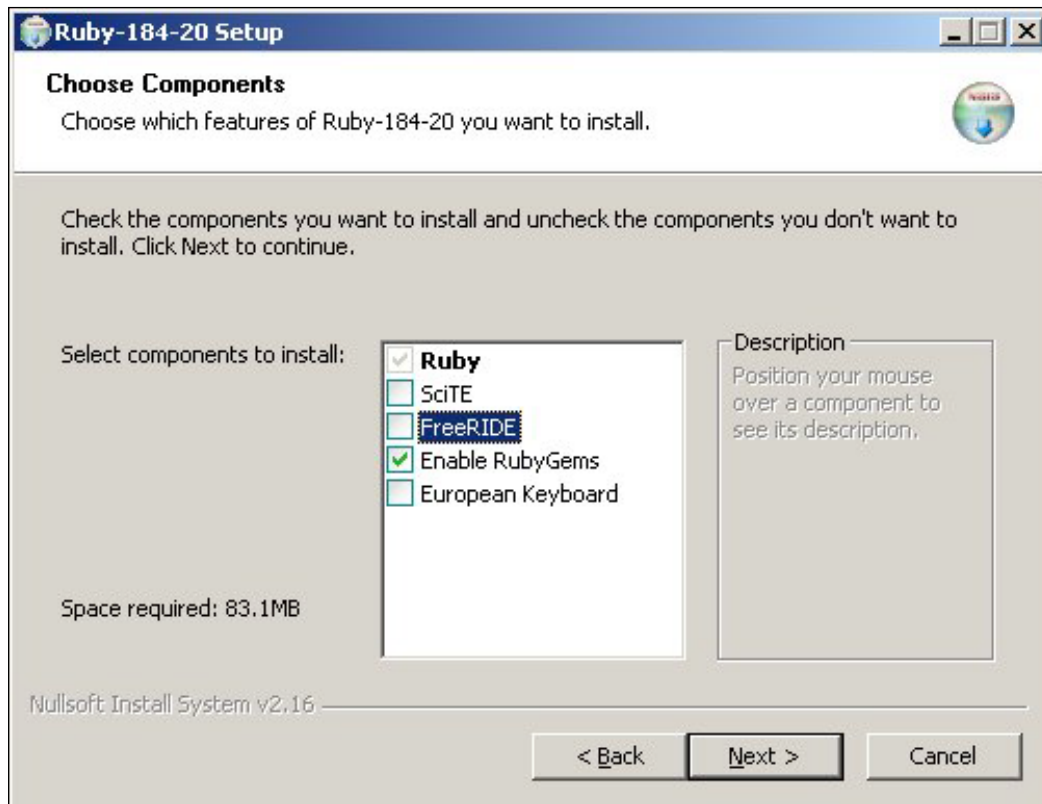 Ruby-184-20 Setup
Choose Components
Choose which features of Ruby-184-20 you want to install.
Check the components you want to install and uncheck the components you don't want to
install. Click Next to continue.
Select components to install:
Ruby
SciTE
FreeRIDE
Enable RubyGems
European Keyboard
Description
Position your mouse
over a component to
see its description.
Space required: 83.1MB
Nullsoft Install System v2.16
< Back
Next >
Cancel